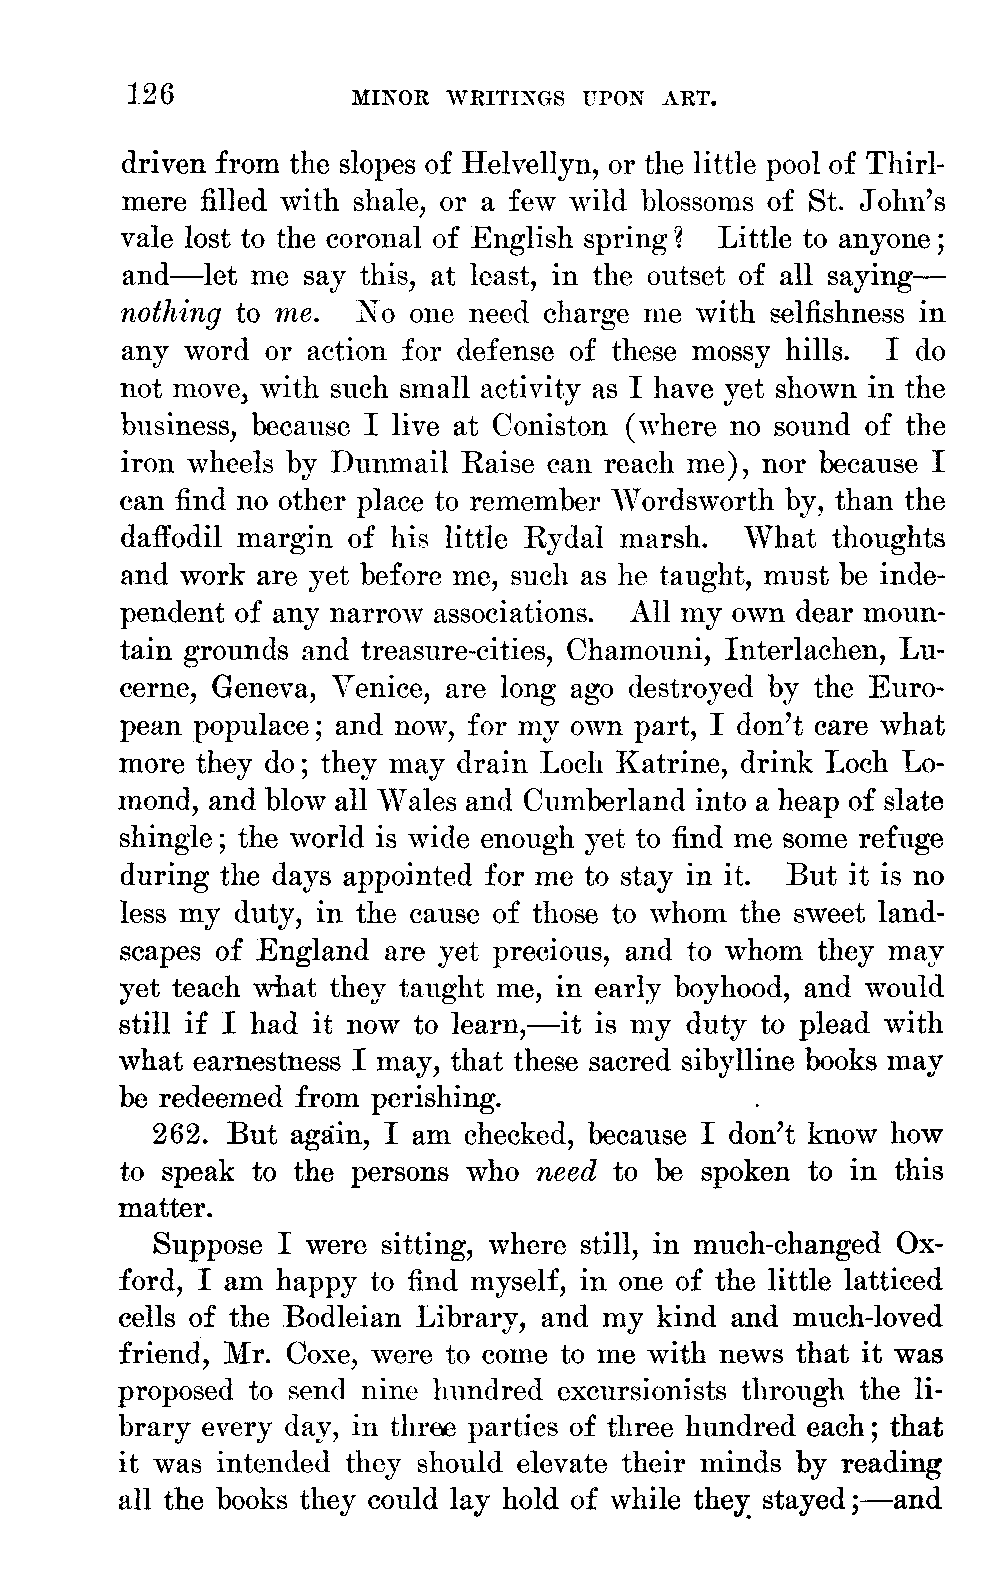 126 MINOR WRITINGS UPON ART.
driven from the slopes of Helvellyn, or the little pool of Thirl-
mere filled with shale, or a few wild blossoms of St. John's
vale lost to the coronal of English spring? Little to anyone;
and—let me say this, at least, in the outset of all saying—
nothing to me. No one need charge me with selfishness in
any word or action for defense of these mossy hills. I do
not move, with such small activity as I have yet shown in the
business, because I live at Coniston (where no sound of the
iron wheels by Dunmail Raise can reach me), nor because I
can find no other place to remember Wordsworth by, than the
daffodil margin of his little Rydal marsh. What thoughts
and work are yet before me, such as he taught, must be inde-
pendent of any narrow associations. All my own dear moun-
tain grounds and treasure-cities, Chamouni, Interlachen, Lu-
cerne, Geneva, Venice, are long ago destroyed by the Euro-
pean populace; and now, for my own part, I don't care what
more they do; they may drain Loch Katrine, drink Loch Lo-
mond, and blow all Wales and Cumberland into a heap of slate
shingle; the world is wide enough yet to find me some refuge
during the days appointed for me to stay in it. But it is no
less my duty, in the cause of those to whom the sweet land-
scapes of England are yet precious, and to whom they may
yet teach what they taught me, in early boyhood, and would
still if I had it now to learn,—it is my duty to plead with
what earnestness I may, that these sacred sibylline books may
be redeemed from perishing.
262. But again, I am checked, because I don't know how
to speak to the persons who need to be spoken to in this
matter.
Suppose I were sitting, where still, in much-changed Ox-
ford, I am happy to find myself, in one of the little latticed
cells of the Bodleian Library, and my kind and much-loved
friend, Mr. Coxe, were to come to me with news that it was
proposed to send nine hundred excursionists through the li-
brary every day, in three parties of three hundred each; that
it was intended they should elevate their minds by reading
all the books they could lay hold of while they stayed;—and